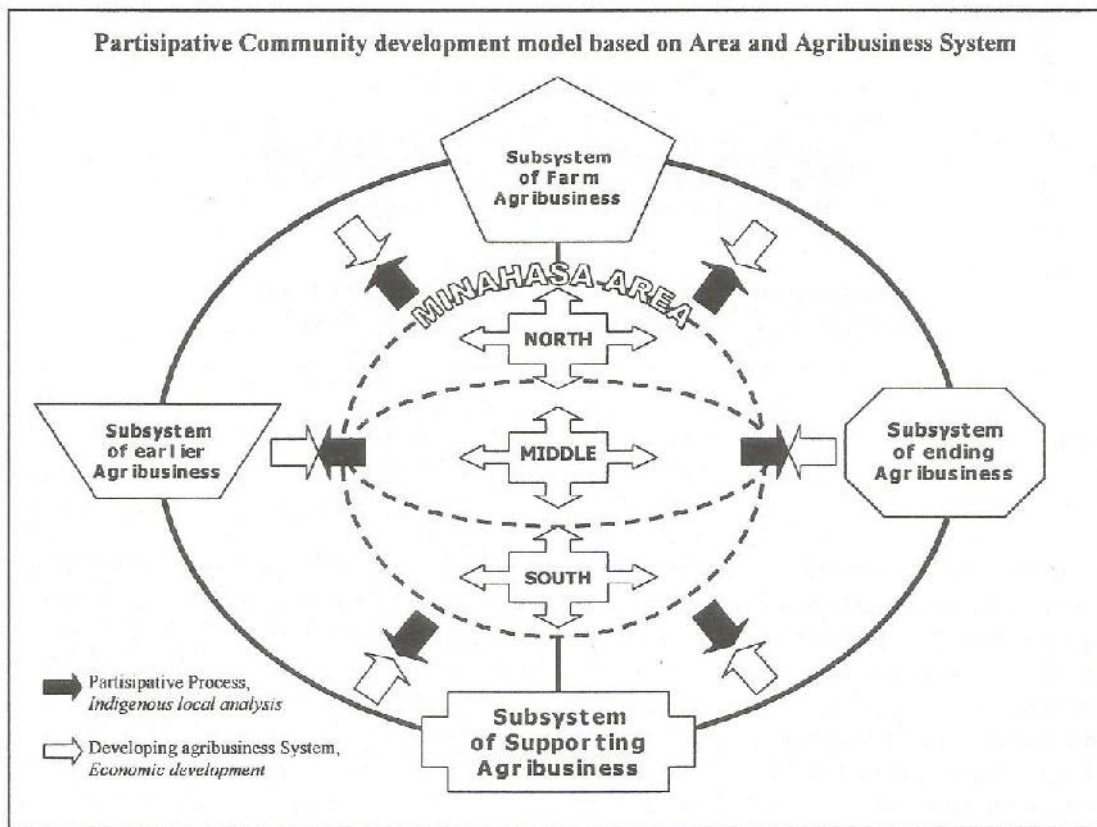 Partisipative Community development model based on Area and Agribusiness System
Subsystem
of Farm
Agribusiness
MINAHASA AREA
NORTH
Subsystem
of earlier
Agribusiness
MIDDLE
Subsystem
of ending
Agribusiness
SOUTH
Partisipative Process,
Indigenous local analysis
Developing agribusiness System,
Economic development
Subsystem
of Supporting
Agribusiness